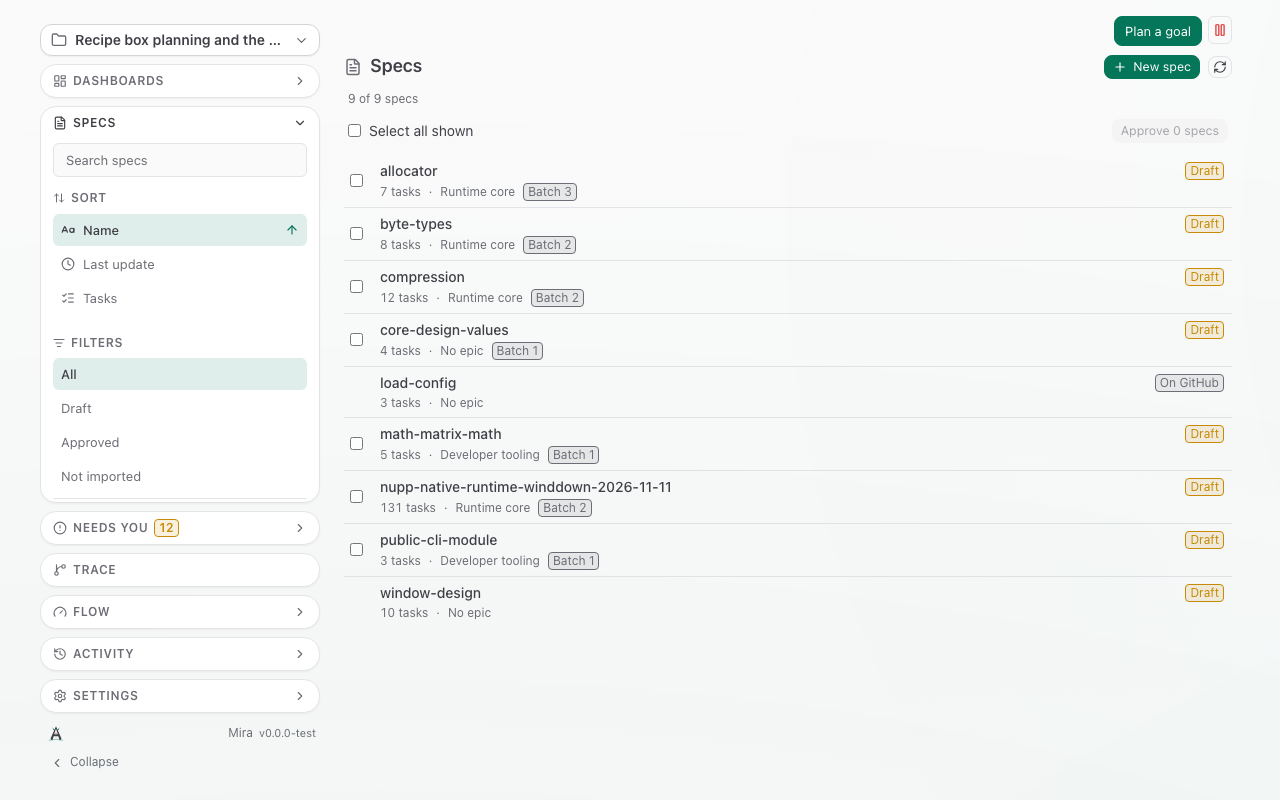 Recipe box planning and the ...
DASHBOARDS
SPECS
Search specs
SORT
Aa Name
Last update
Tasks
FILTERS
All
Draft
Approved
Not imported
NEEDS YOU 12
TRACE
FLOW
ACTIVITY
SETTINGS
Mira v0.0.0-test
Collapse
Plan a goal
Specs
+ New spec
9 of 9 specs
Select all shown
Approve 0 specs
allocator
Draft
7 tasks · Runtime core Batch 3
byte-types
Draft
8 tasks · Runtime core Batch 2
compression
Draft
12 tasks · Runtime core Batch 2
core-design-values
Draft
4 tasks · No epic Batch 1
load-config
On GitHub
3 tasks · No epic
math-matrix-math
Draft
5 tasks · Developer tooling Batch 1
nupp-native-runtime-winddown-2026-11-11
Draft
131 tasks · Runtime core Batch 2
public-cli-module
Draft
3 tasks · Developer tooling Batch 1
window-design
Draft
10 tasks · No epic